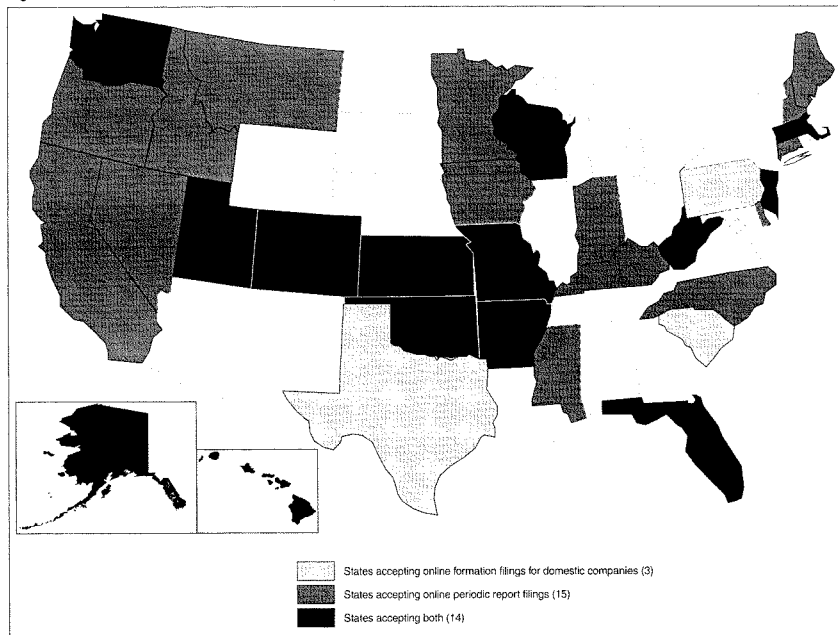 States accepting online formation filings for domestic companies (3)
States accepting online periodic report filings (15)
States accepting both (14)